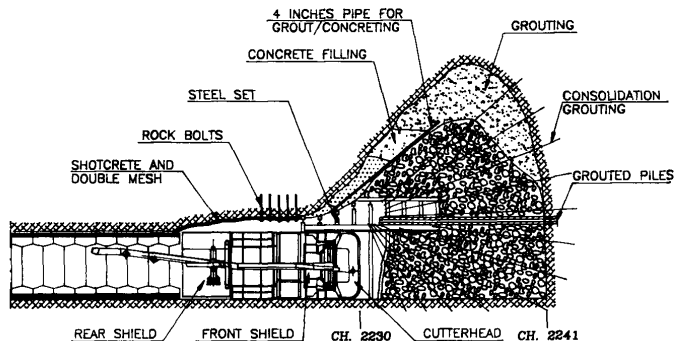 4 INCHES PIPE FOR
GROUT/CONCRETING
GROUTING
CONCRETE FILLING
STEEL SET
CONSOLIDATION
GROUTING
ROCK BOLTS
SHOTCRETE AND
DOUBLE MESH
GROUTED PILES
REAR SHIELD
FRONT SHIELD
CH. 2230
CUTTERHEAD
CH. 2241